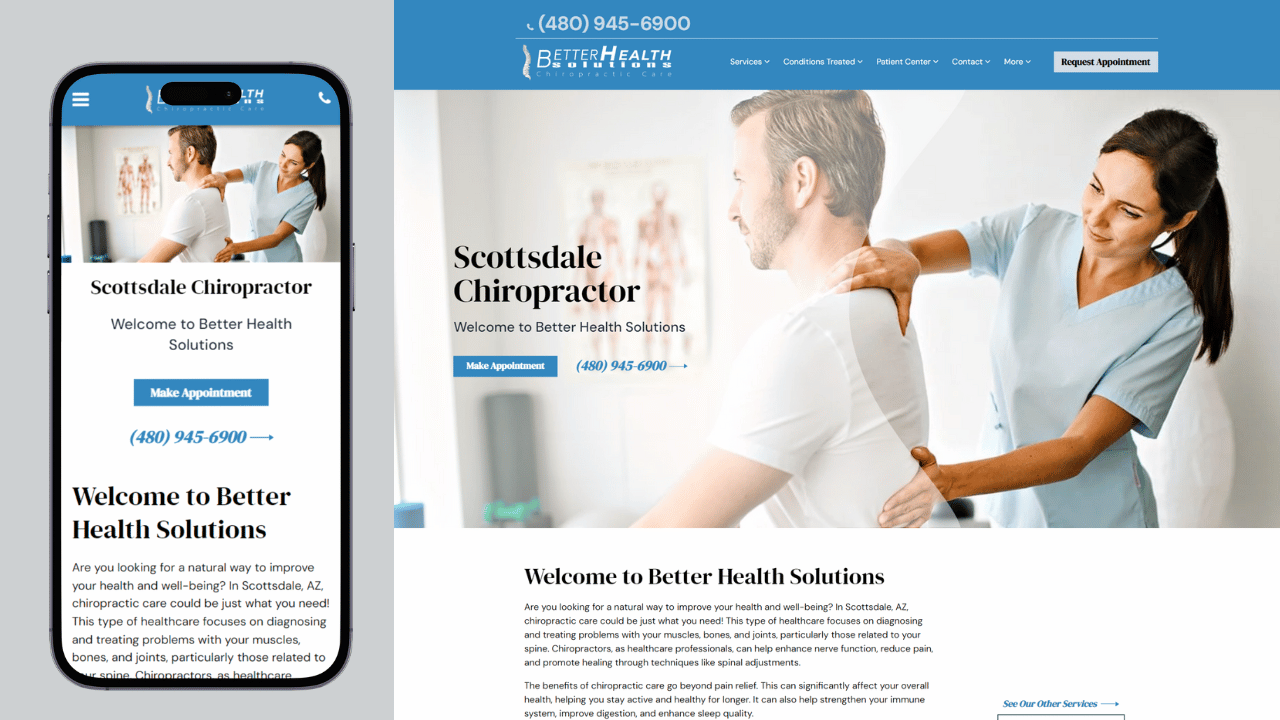 BE LTH
ns
Chiropractic Care
Scottsdale Chiropractor
Welcome to Better Health
Solutions
Make Appointment
(480) 945-6900
Welcome to Better
Health Solutions
Are you looking for a natural way to improve
your health and well-being? In Scottsdale, AZ,
chiropractic care could be just what you need!
This type of healthcare focuses on diagnosing
and treating problems with your muscles,
bones, and joints, particularly those related to
your spine. Chiropractors, as healthcare
(480) 945-6900
BETTERHEALTH
solutions
Chiropractic Care
Services Conditions Treated Patient Center Contact More Request Appointment
Scottsdale
Chiropractor
Welcome to Better Health Solutions
Make Appointment (480) 945-6900
Welcome to Better Health Solutions
Are you looking for a natural way to improve your health and well-being? In Scottsdale, AZ,
chiropractic care could be just what you need! This type of healthcare focuses on diagnosing
and treating problems with your muscles, bones, and joints, particularly those related to your
spine. Chiropractors, as healthcare professionals, can help enhance nerve function, reduce pain,
and promote healing through techniques like spinal adjustments.
The benefits of chiropractic care go beyond pain relief. This can significantly affect your overall
health, helping you stay active and healthy for longer. It can also help strengthen your immune
system, improve digestion, and enhance sleep quality.
See Our Other Services